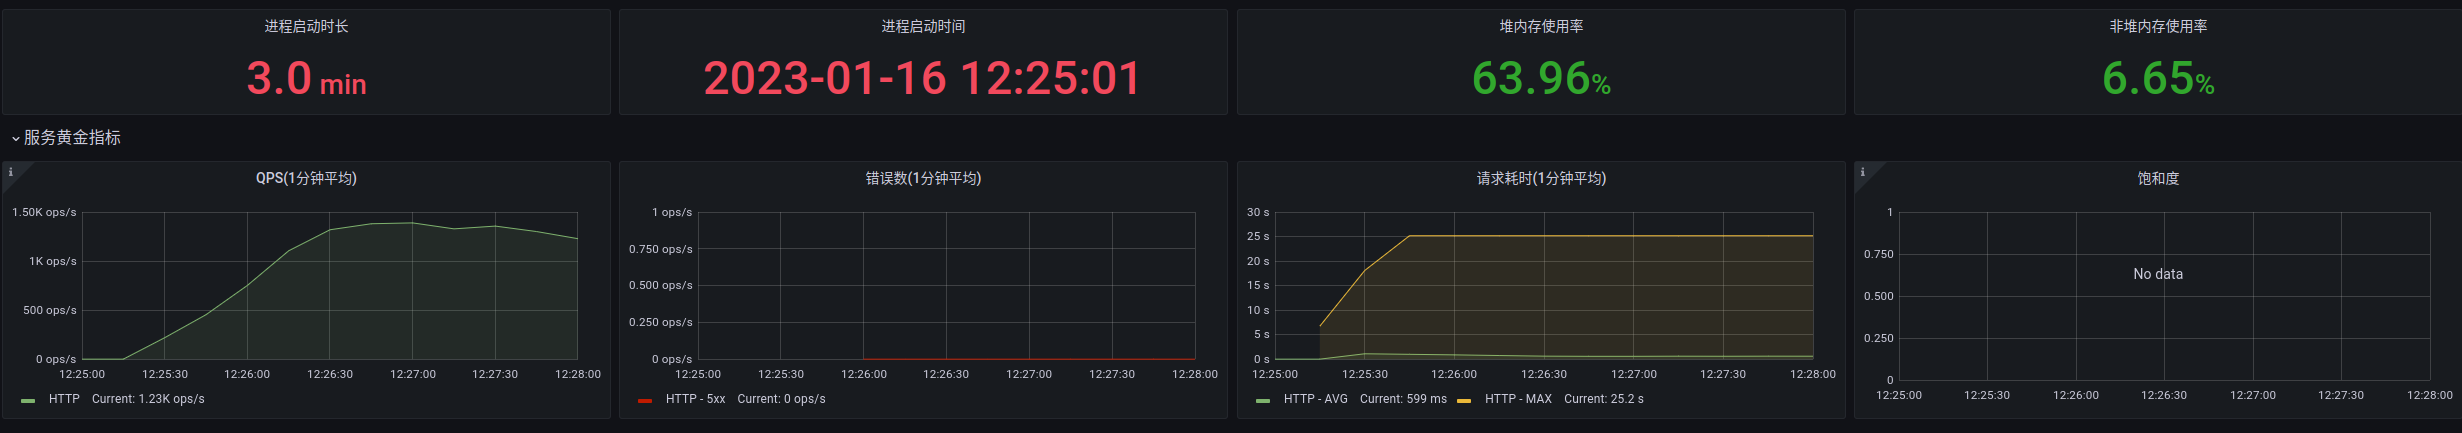 进程启动时长
3.0 min
进程启动时间
2023-01-16 12:25:01
堆内存使用率
63.96%
非堆内存使用率
6.65%
服务黄金指标
i
QPS(1分钟平均)
1.50K ops/s
1K ops/s
500 ops/s
0 ops/s
12:25:00 12:25:30 12:26:00 12:26:30 12:27:00 12:27:30 12:28:00
HTTP Current: 1.23K ops/s
错误数(1分钟平均)
1 ops/s
0.750 ops/s
0.500 ops/s
0.250 ops/s
0 ops/s
12:25:00 12:25:30 12:26:00 12:26:30 12:27:00 12:27:30 12:28:00
HTTP - 5xx Current: 0 ops/s
请求耗时(1分钟平均)
30 s
25 s
20 s
15 s
10 s
5 s
0 s
12:25:00 12:25:30 12:26:00 12:26:30 12:27:00 12:27:30 12:28:00
HTTP - AVG Current: 599 ms HTTP - MAX Current: 25.2 s
i
饱和度
1
0.750
0.500
0.250
0
No data
12:25:00 12:25:30 12:26:00 12:26:30 12:27:00 12:27:30 12:28:00